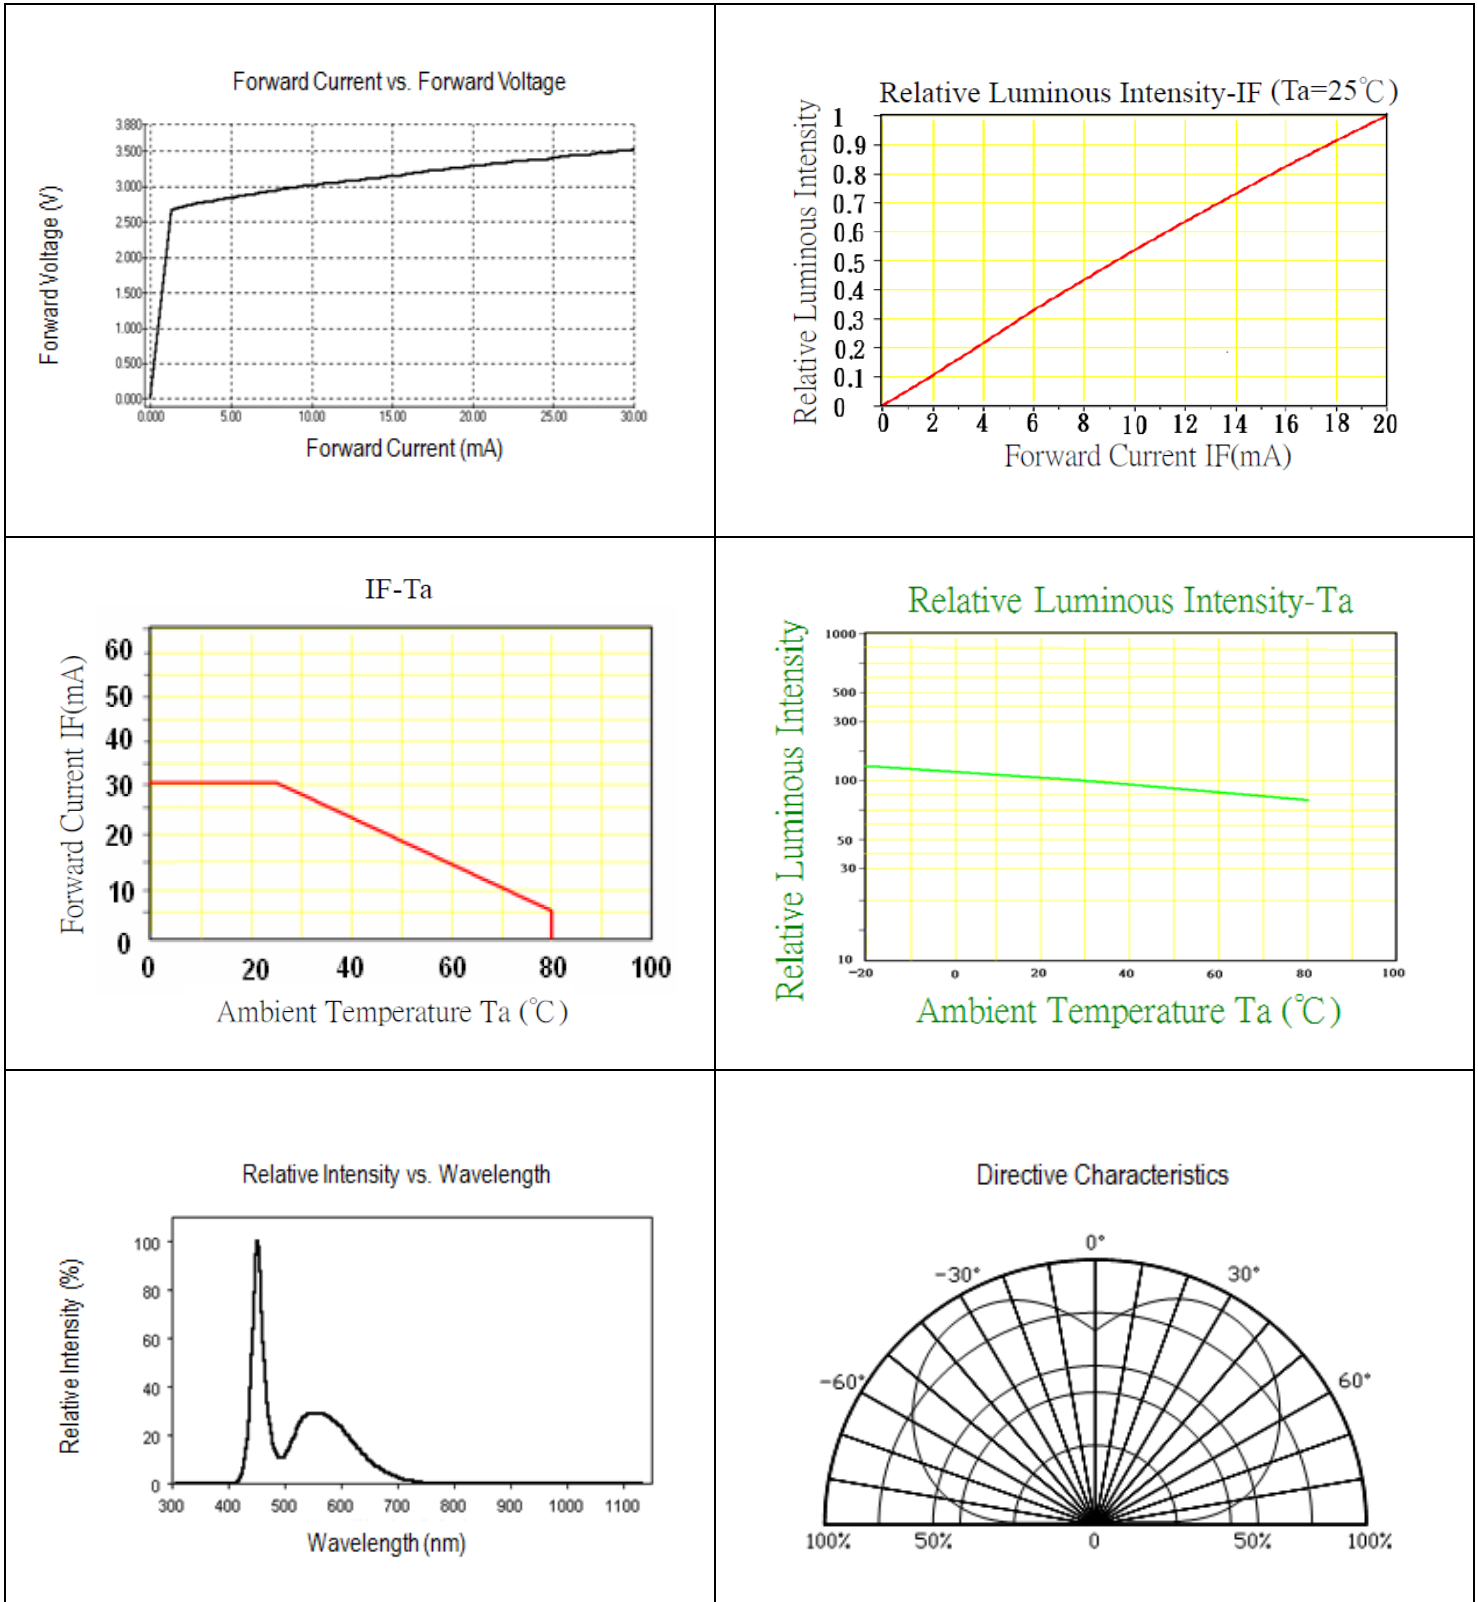 Forward Current vs. Forward Voltage
Forward Voltage (V)
3.880
3.500
3.000
2.500
2.000
1.500
1.000
0.500
0.000
0.000 5.00 10.00 15.00 20.00 25.00 30.00
Forward Current (mA)
Relative Luminous Intensity-IF (Ta=25℃)
Relative Luminous Intensity
1
0.9
0.8
0.7
0.6
0.5
0.4
0.3
0.2
0.1
0
0 2 4 6 8 10 12 14 16 18 20
Forward Current IF(mA)
IF-Ta
Forward Current IF(mA)
60
50
40
30
20
10
0
0 20 40 60 80 100
Ambient Temperature Ta (℃)
Relative Luminous Intensity-Ta
Relative Luminous Intensity
1000
500
300
100
50
30
10
-20 0 20 40 60 80 100
Ambient Temperature Ta (℃)
Relative Intensity vs. Wavelength
Relative Intensity (%)
100
80
60
40
20
0
300 400 500 600 700 800 900 1000 1100
Wavelength (nm)
Directive Characteristics
0°
-30° 30°
-60° 60°
100% 50% 0 50% 100%